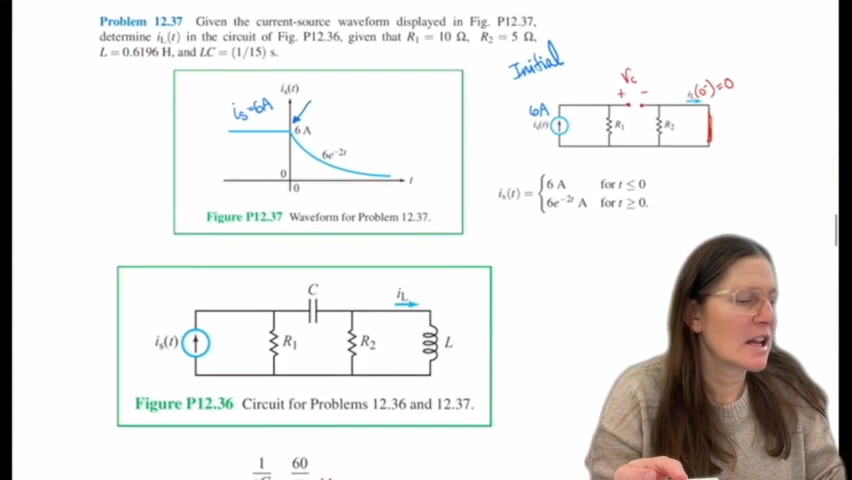 Problem 12.37 Given the current-source waveform displayed in Fig. P12.37,
determine iL(t) in the circuit of Fig. P12.36, given that R1 = 10 Ω, R2 = 5 Ω,
L = 0.6196 H, and LC = (1/15) s.
Initial
is(t)
is=6A
6 A
6e−2t
0
0
t
Figure P12.37 Waveform for Problem 12.37.
Vc
+ −
iL(0-)=0
6A
is(t)
R1
R2
is(t) = { 6 A for t ≤ 0
6e−2t A for t ≥ 0.
C
iL
is(t)
R1
R2
L
Figure P12.36 Circuit for Problems 12.36 and 12.37.
1 60